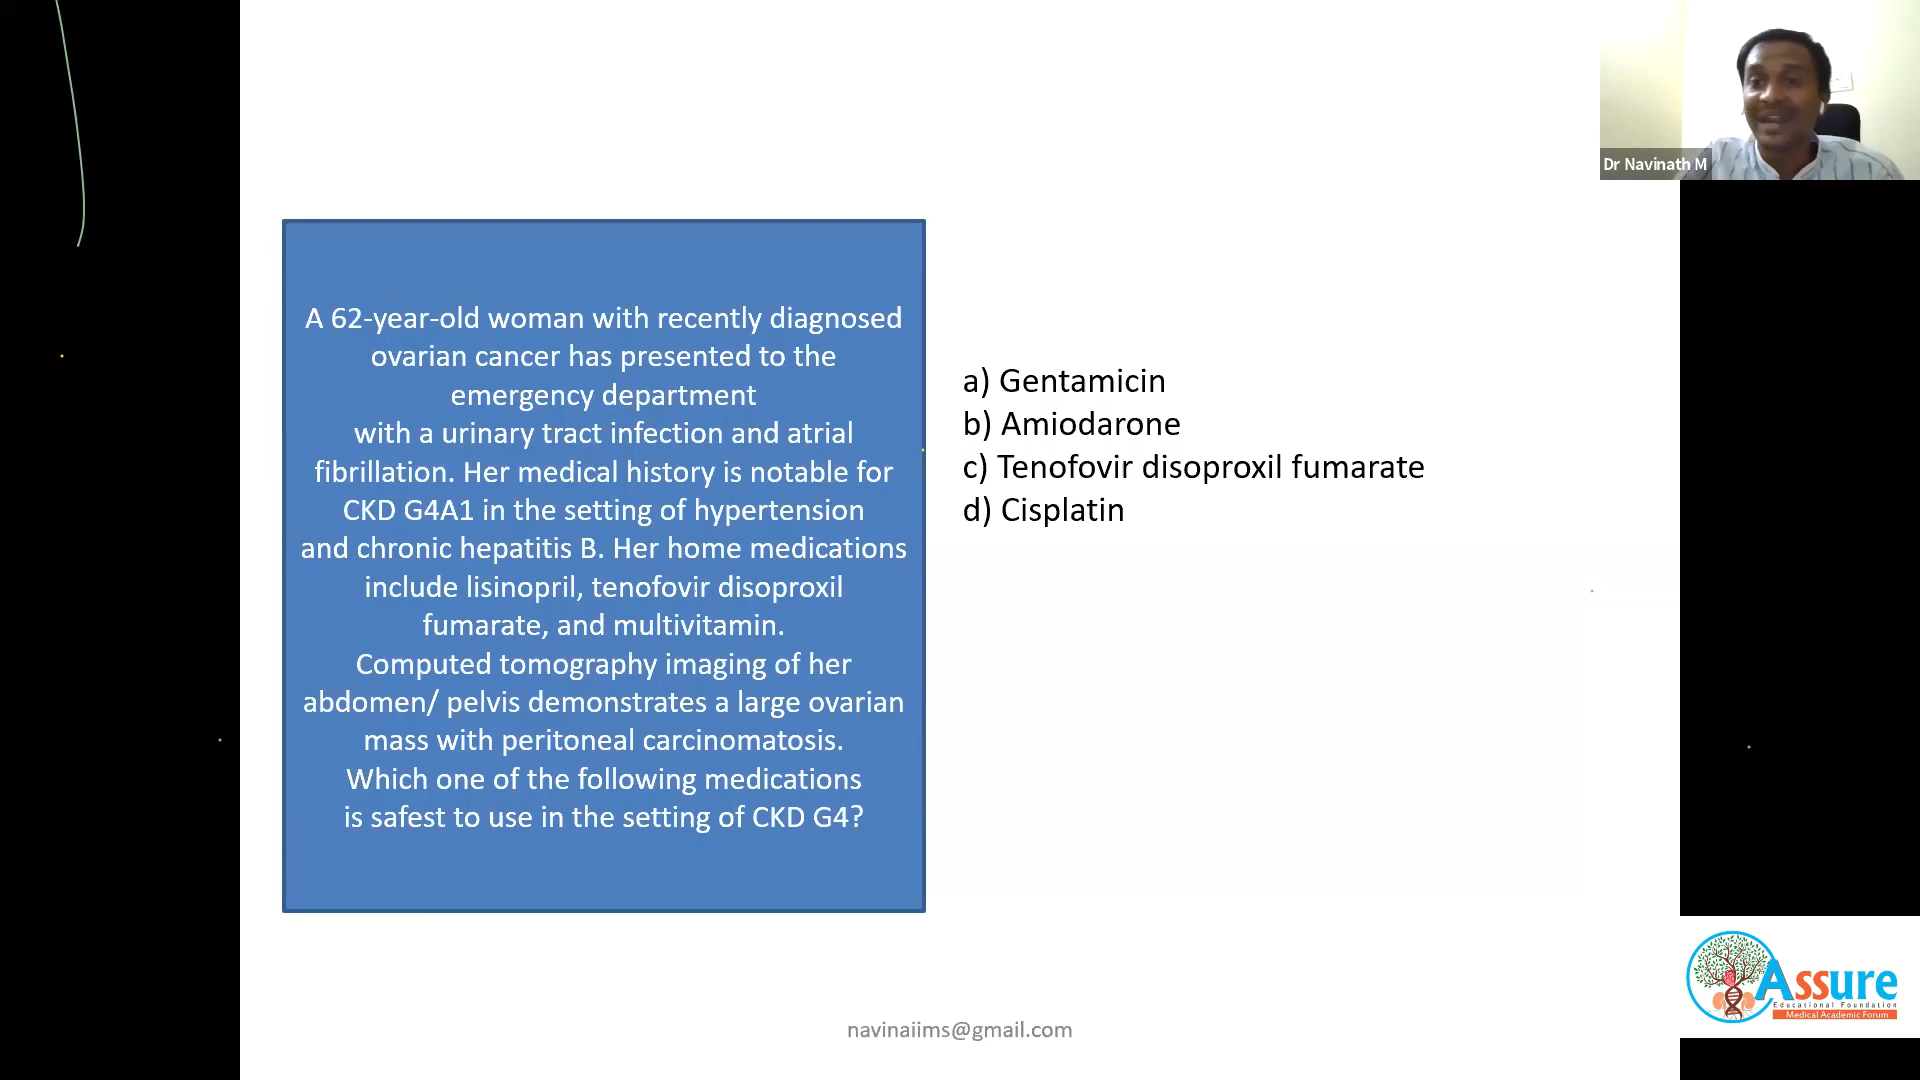 Dr Navinath M
A 62-year-old woman with recently diagnosed
ovarian cancer has presented to the
emergency department
with a urinary tract infection and atrial
fibrillation. Her medical history is notable for
CKD G4A1 in the setting of hypertension
and chronic hepatitis B. Her home medications
include lisinopril, tenofovir disoproxil
fumarate, and multivitamin.
Computed tomography imaging of her
abdomen/ pelvis demonstrates a large ovarian
mass with peritoneal carcinomatosis.
Which one of the following medications
is safest to use in the setting of CKD G4?
a) Gentamicin
b) Amiodarone
c) Tenofovir disoproxil fumarate
d) Cisplatin
Assure
Educational Foundation
Medical Academic Forum
navinaiims@gmail.com